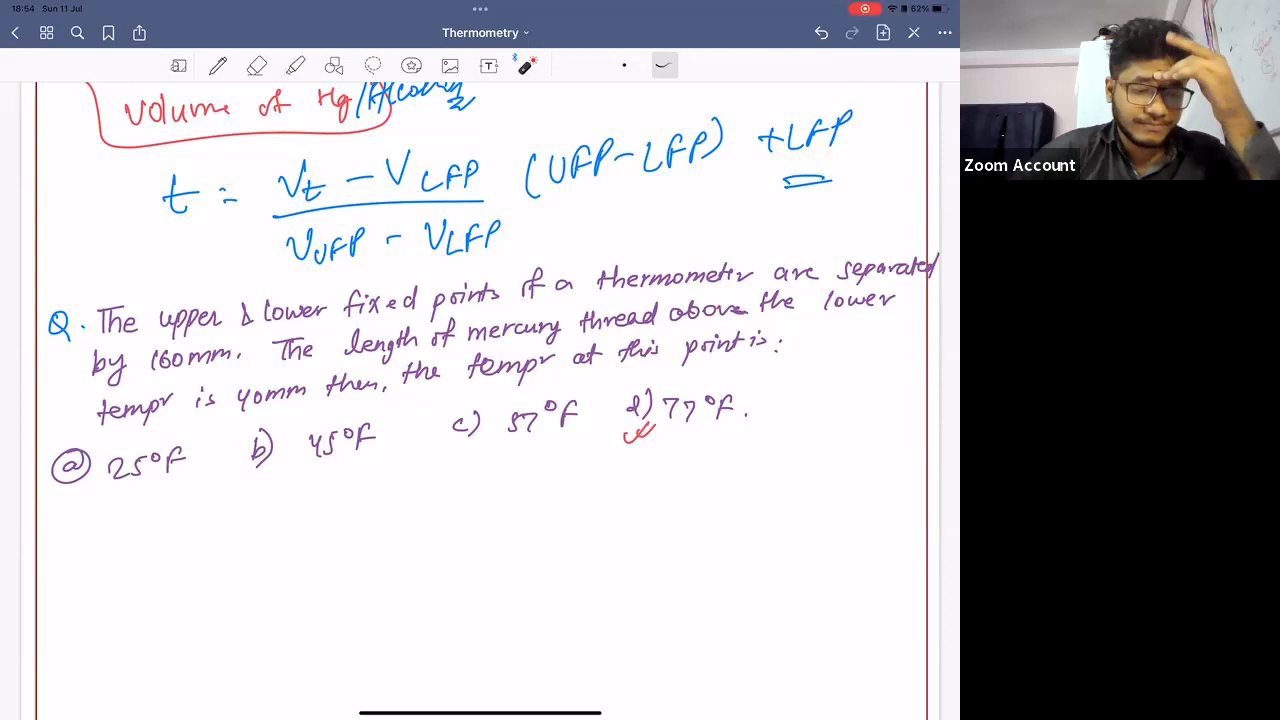 18:54 Sun 11 Jul
62%
Thermometry
Volume of Hg/Alcohol
t = Vt - VLFP (UFP - LFP) + LFP
VUFP - VLFP
Zoom Account
Q. The upper & lower fixed points of a thermometer are separated
by 160mm. The length of mercury thread above the lower
tempr is 40mm then, the tempr at this point is:
a) 25°F b) 45°F c) 57°F d) 77°F.